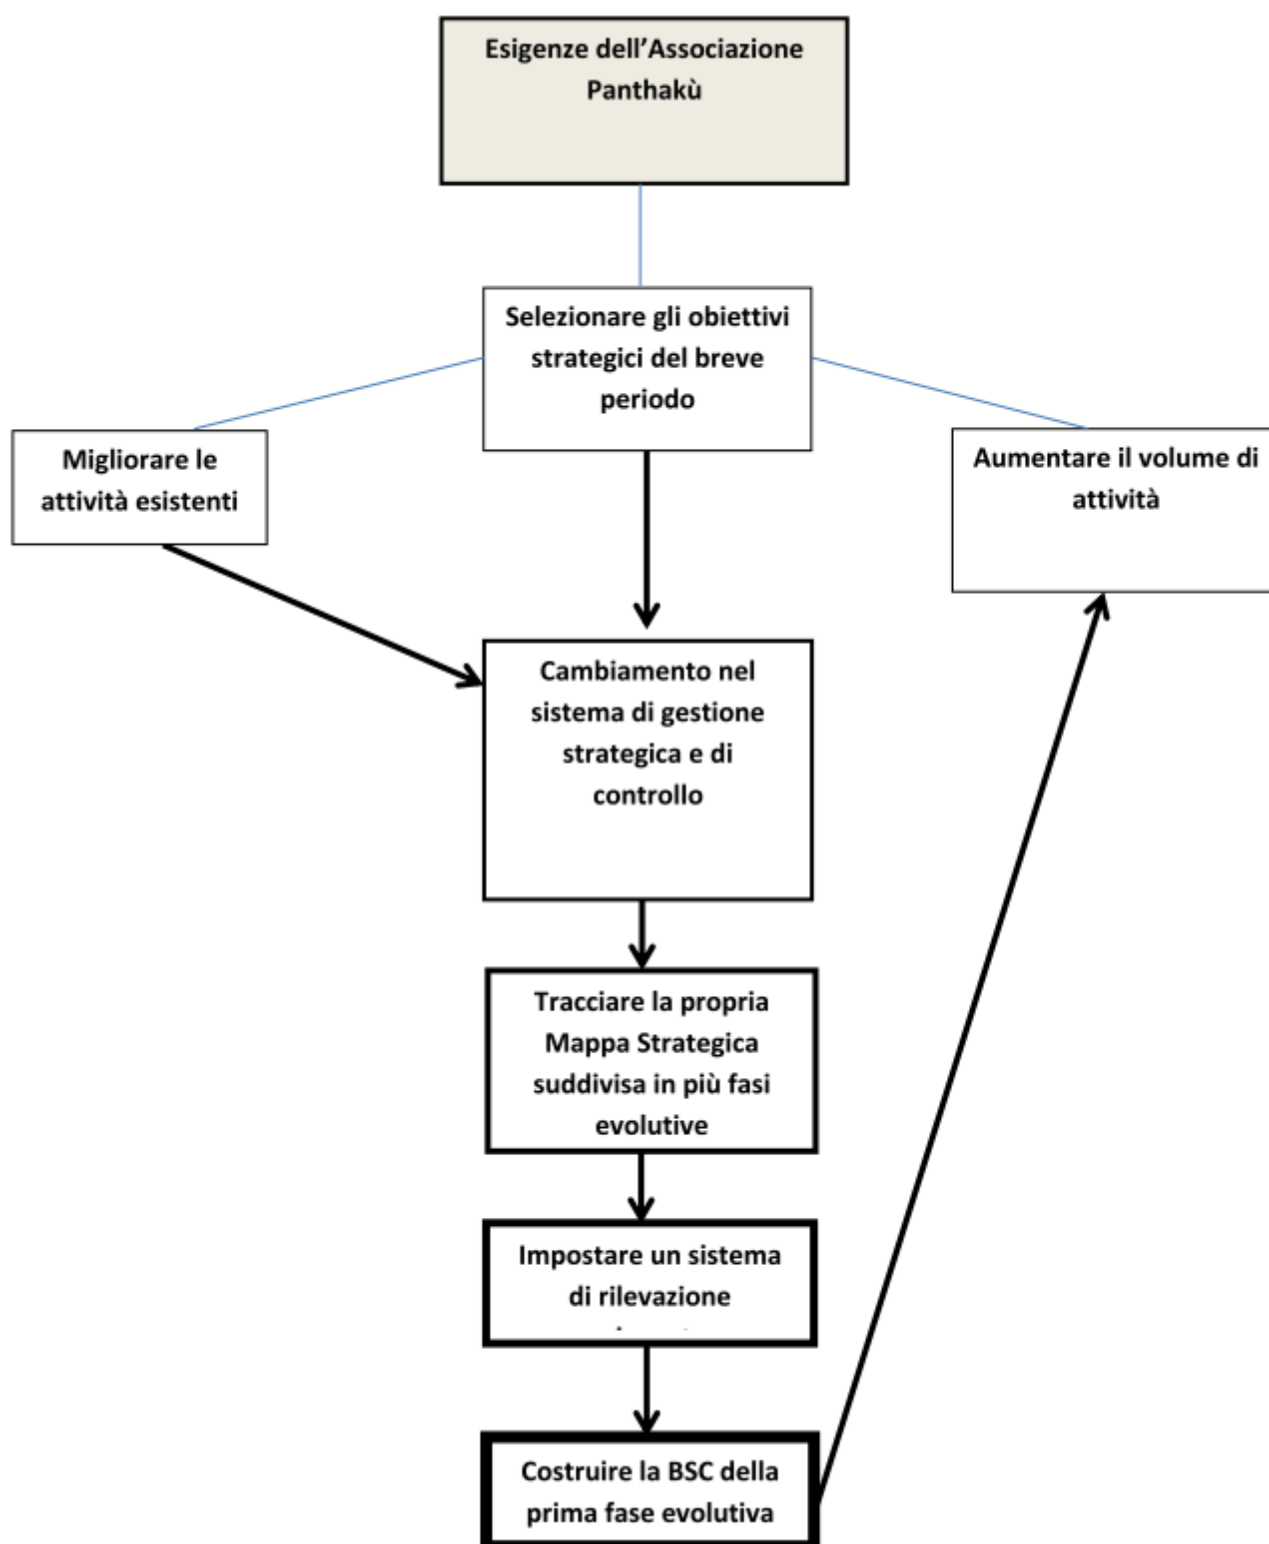 Esigenze dell'Associazione
Panthakù
Selezionare gli obiettivi
strategici del breve
periodo
Migliorare le
attività esistenti
Aumentare il volume di
attività
Cambiamento nel
sistema di gestione
strategica e di
controllo
Tracciare la propria
Mappa Strategica
suddivisa in più fasi
evolutive
Impostare un sistema
di rilevazione
Costruire la BSC della
prima fase evolutiva